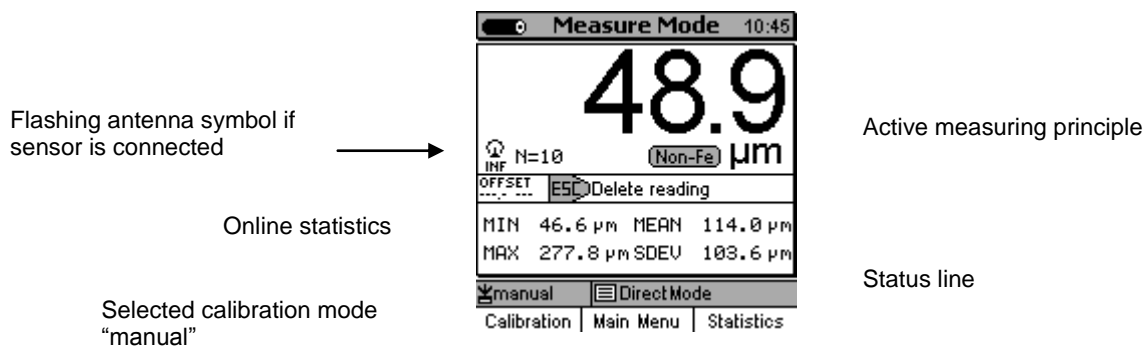 Measure Mode 10:45
48.9
Flashing antenna symbol if
sensor is connected
Active measuring principle
INF N=10 Non-Fe µm
OFFSET ESC Delete reading
---.- ---
Online statistics
MIN 46.6 µm MEAN 114.0 µm
MAX 277.8 µm SDEV 103.6 µm
Status line
manual DirectMode
Selected calibration mode
“manual”
Calibration Main Menu Statistics